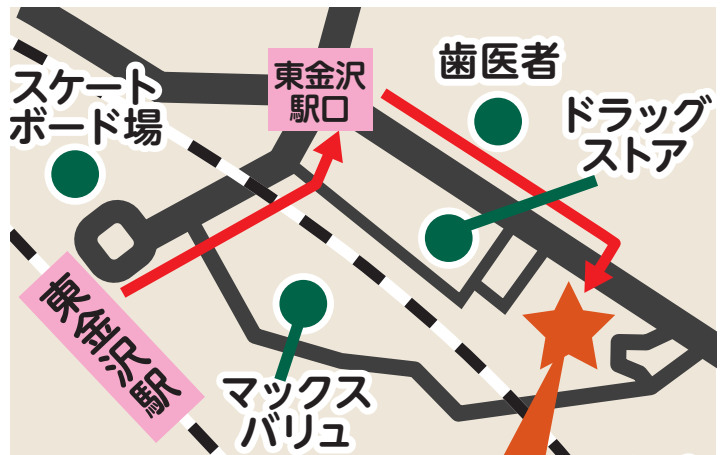 スケート
ボード場
東金沢
駅口
歯医者
ドラッグ
ストア
東金沢駅
マックス
バリュ